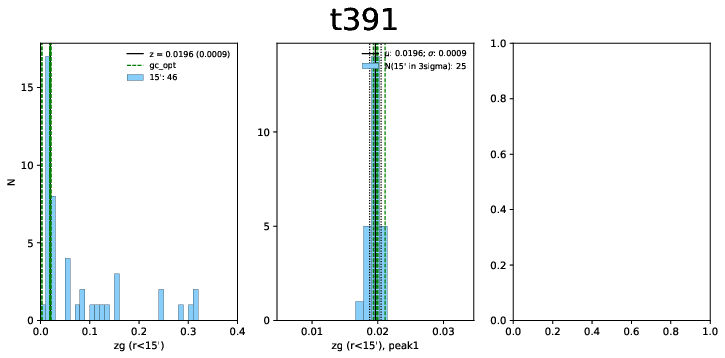 t391
z = 0.0196 (0.0009)
gc_opt
15': 46
N
15
10
5
0
0.0 0.1 0.2 0.3 0.4
zg (r<15')
μ: 0.0196; σ: 0.0009
N(15' in 3sigma): 25
10
5
0
0.01 0.02 0.03
zg (r<15'), peak1
1.0
0.8
0.6
0.4
0.2
0.0
0.0 0.2 0.4 0.6 0.8 1.0